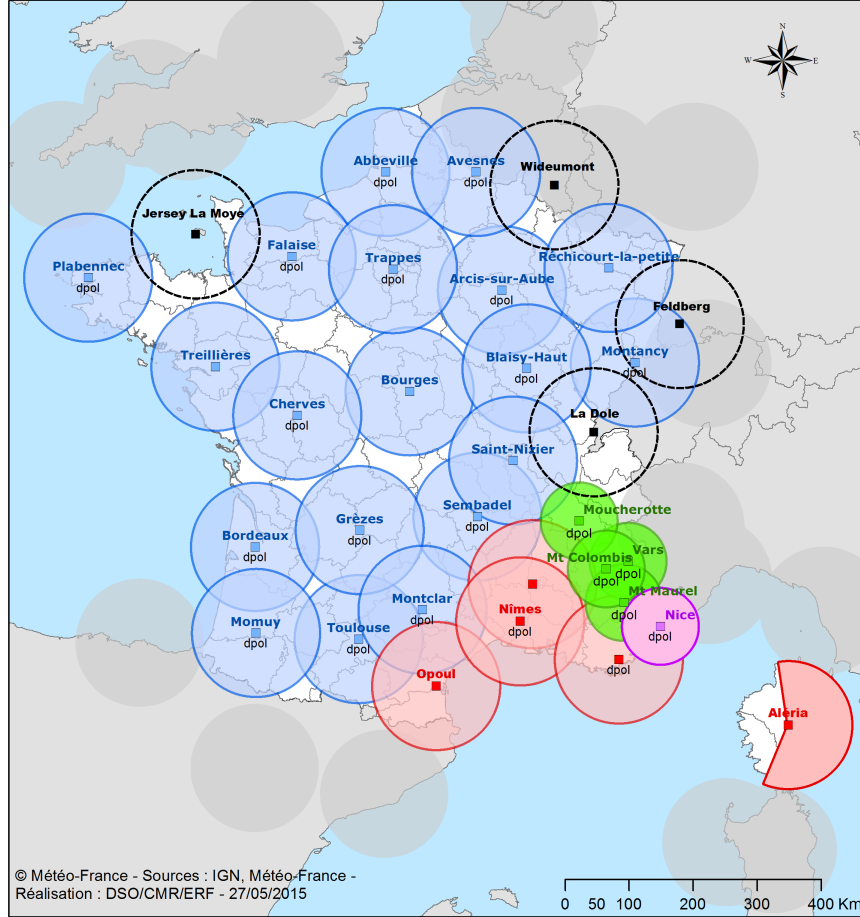 N
W E
S
Abbeville
dpol
Avesnes
dpol
Wideumont
Jersey La Moye
Plabennec
dpol
Falaise
dpol
Trappes
dpol
Arcis-sur-Aube
dpol
Réchicourt-la-petite
Feldberg
Treillières
Blaisy-Haut
dpol
Montancy
dpol
Cherves
dpol
Bourges
La Dole
Saint-Nizier
Sembadel
Moucherotte
dpol
Bordeaux
dpol
Grèzes
dpol
Mt Colombis
dpol
Vars
dpol
Mt Maurel
dpol
Momuy
Toulouse
dpol
Montclar
Nîmes
dpol
Nice
dpol
Opoul
dpol
Aléria
© Météo-France - Sources : IGN, Météo-France -
Réalisation : DSO/CMR/ERF - 27/05/2015
0 50 100 200 300 400 Km